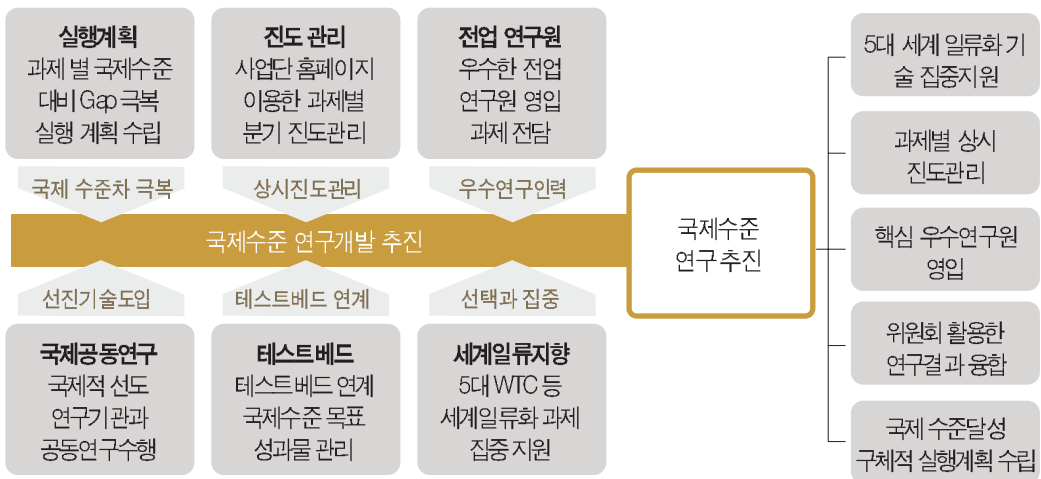 실행계획
과제 별 국제수준
대비 Gap 극복
실행 계획 수립
진도 관리
사업단 홈페이지
이용한 과제별
분기 진도관리
전업 연구원
우수한 전업
연구원 영입
과제 전담
국제 수준차 극복
상시진도관리
우수연구인력
국제수준 연구개발 추진
선진기술도입
테스트베드 연계
선택과 집중
국제공동연구
국제적 선도
연구기관과
공동연구수행
테스트베드
테스트베드 연계
국제수준 목표
성과물 관리
세계일류지향
5대 WTC 등
세계일류화 과제
집중 지원
국제수준
연구 추진
5대 세계 일류화 기
술 집중지원
과제별 상시
진도관리
핵심 우수연구원
영입
위원회 활용한
연구결과 융합
국제 수준달성
구체적 실행계획 수립